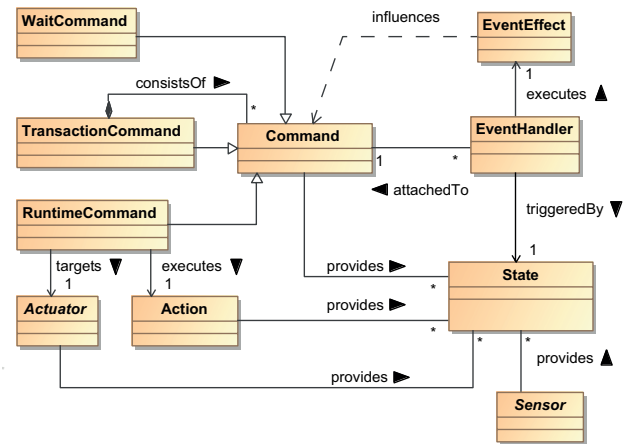 WaitCommand
influences
EventEffect
consistsOf ►
*
1
executes ▲
TransactionCommand
Command
EventHandler
1
*
◄ attachedTo
RuntimeCommand
triggeredBy ▼
targets ▼
executes ▼
1
1
1
provides ►
State
*
Actuator
Action
provides ►
*
*
*
provides ▲
provides ►
Sensor